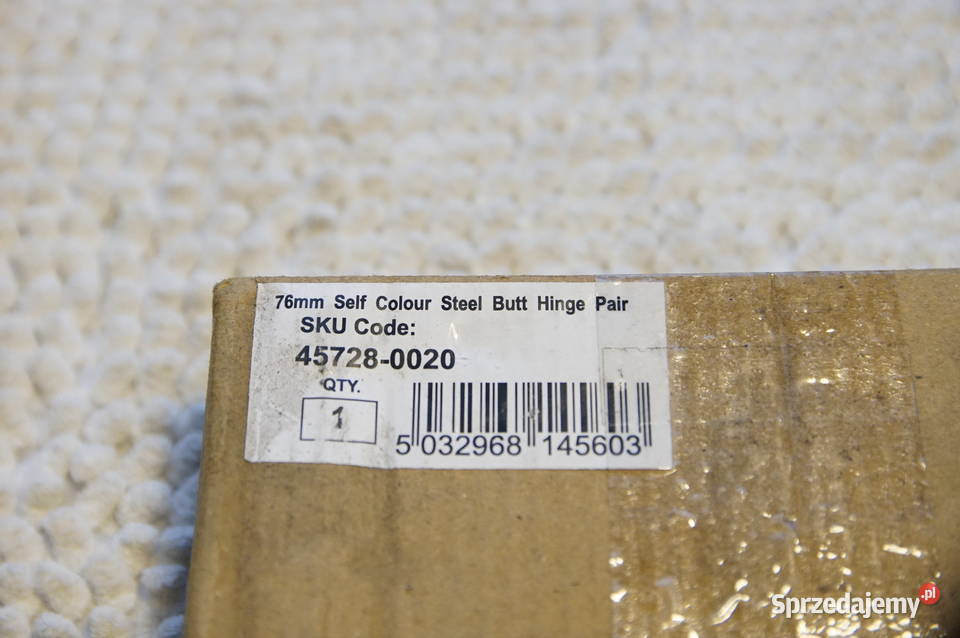 76mm Self Colour Steel Butt Hinge Pair
SKU Code:
45728-0020
QTY.
1
5 032968 145603
Sprzedajemy.pl